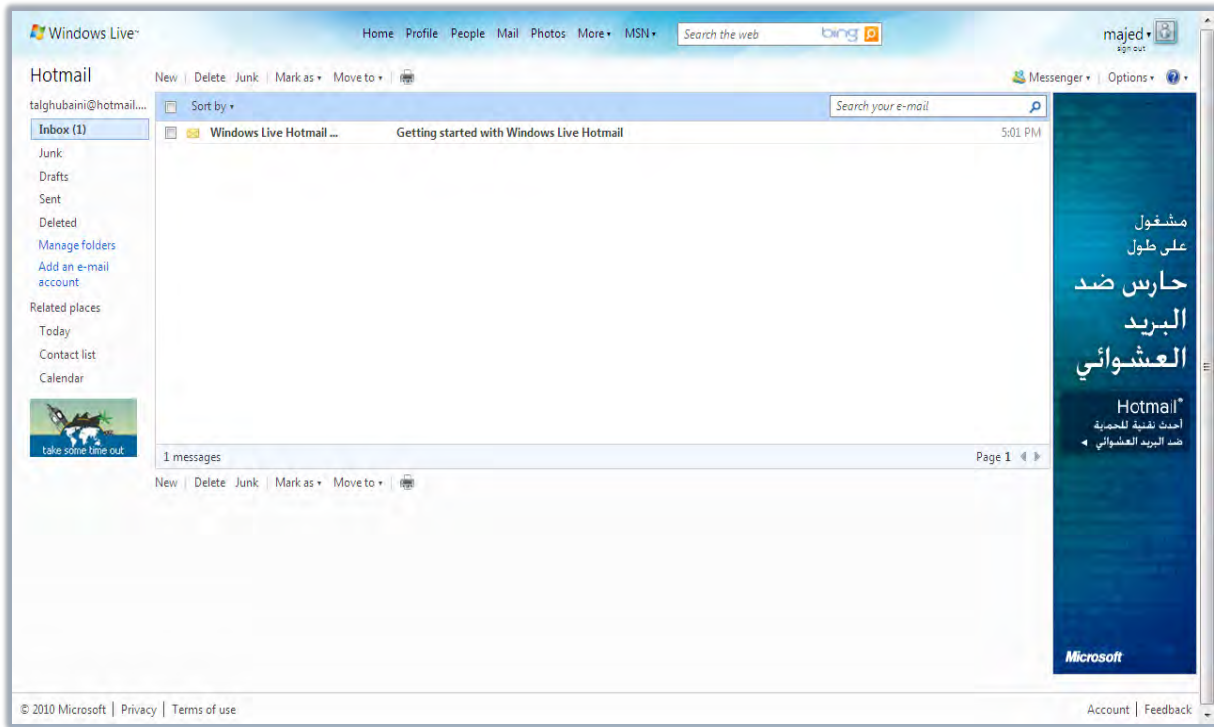 Windows Live™
Home Profile People Mail Photos More MSN Search the web bing majed
sign out
Hotmail
New | Delete Junk | Mark as Move to Messenger | Options
talghubaini@hotmail....
Sort by Search your e-mail
Inbox (1)
Windows Live Hotmail ... Getting started with Windows Live Hotmail 5:01 PM
Junk
Drafts
Sent
Deleted
Manage folders
Add an e-mail
account
Related places
Today
Contact list
Calendar
take some time out
1 messages Page 1
New | Delete Junk | Mark as Move to
مشغول
على طول
حارس ضد
البريد
العشوائي
Hotmail®
أحدث تقنية للحماية
ضد البريد العشوائي
Microsoft
© 2010 Microsoft | Privacy | Terms of use Account | Feedback